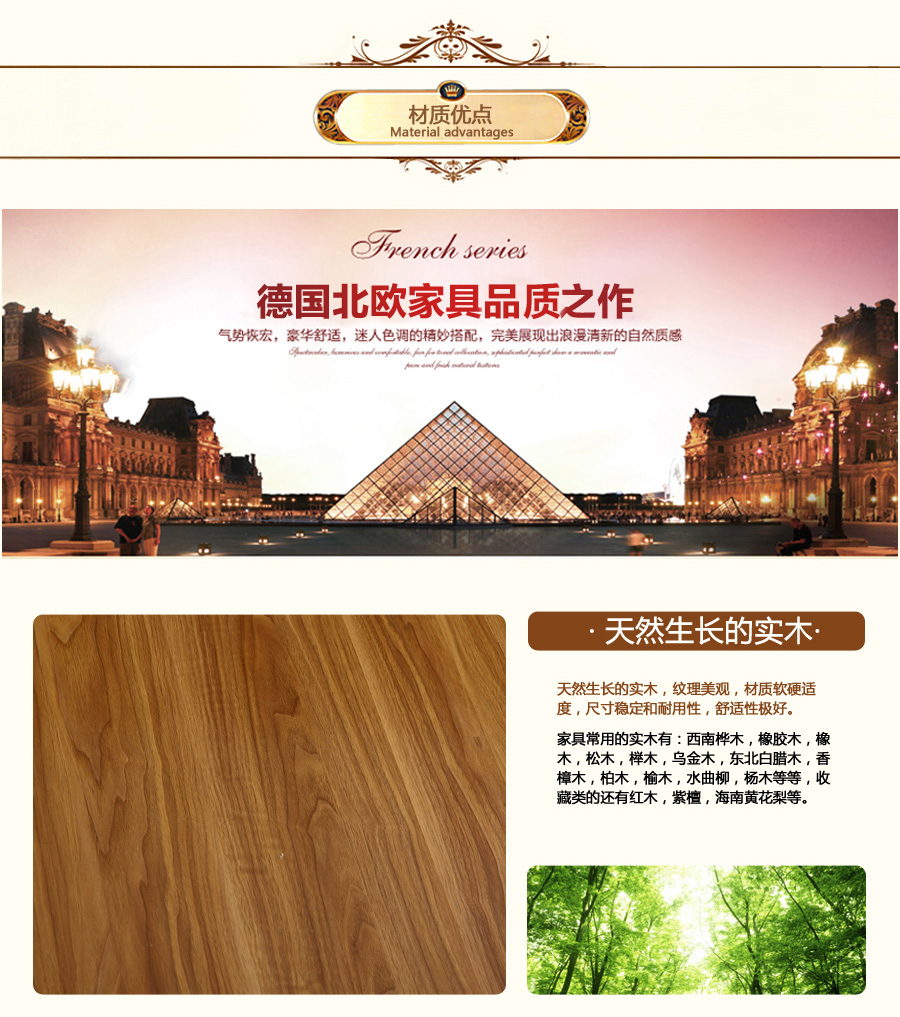 材质优点
Material advantages
French series
德国北欧家具品质之作
气势恢宏，豪华舒适，迷人色调的精妙搭配，完美展现出浪漫清新的自然质感
Spectacular, luxurious and comfortable, fan for tonal collocation, sophisticated perfect show a romantic and
pure and fresh natural texture
·天然生长的实木·
天然生长的实木，纹理美观，材质软硬适
度，尺寸稳定和耐用性，舒适性极好。
家具常用的实木有：西南桦木，橡胶木，橡
木，松木，榉木，乌金木，东北白腊木，香
樟木，柏木，榆木，水曲柳，杨木等等，收
藏类的还有红木，紫檀，海南黄花梨等。